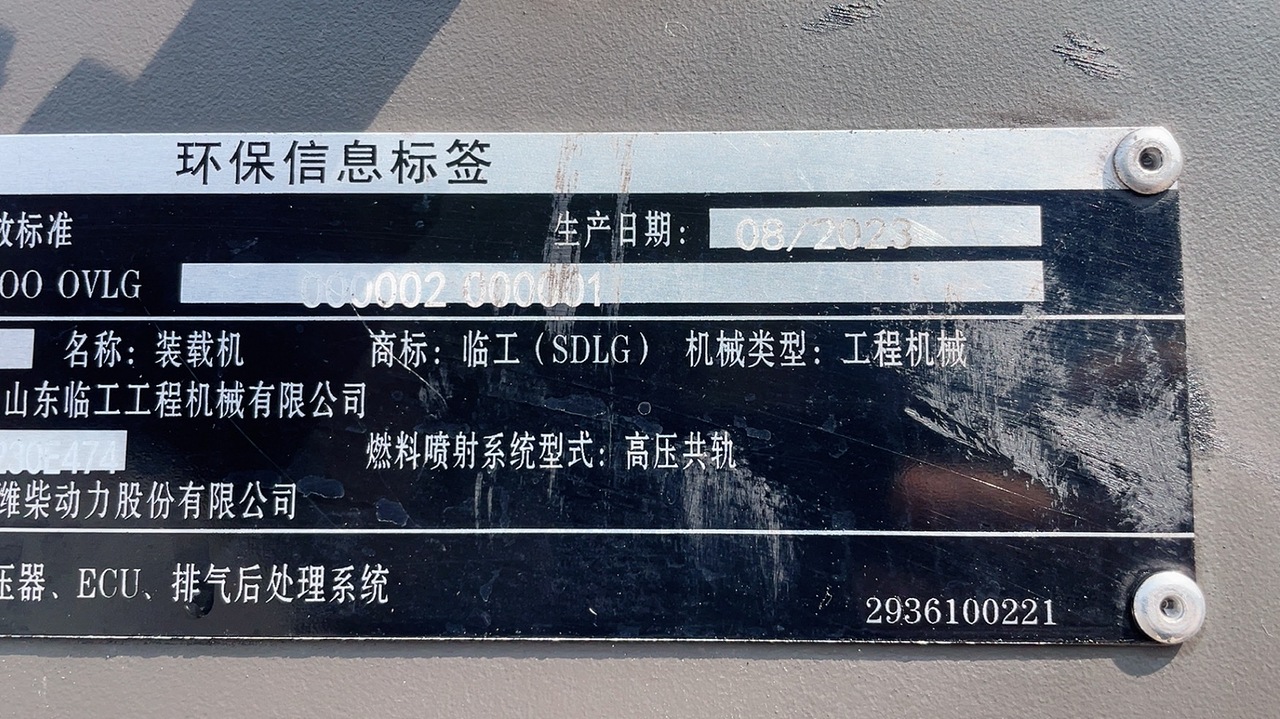 环保信息标签
放标准 生产日期: 08/2023
OO OVLG 000002 000001
名称: 装载机 商标: 临工(SDLG) 机械类型: 工程机械
山东临工工程机械有限公司
燃料喷射系统型式: 高压共轨
潍柴动力股份有限公司
压器、ECU、排气后处理系统
2936100221